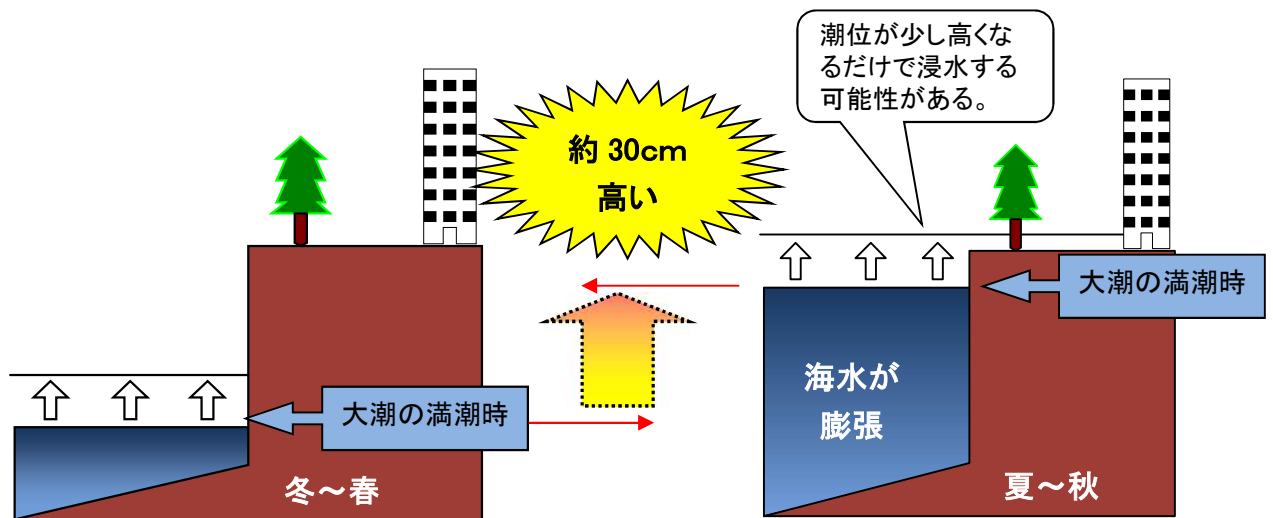 潮位が少し高くな
るだけで浸水する
可能性がある。
約 30cm
高い
大潮の満潮時
大潮の満潮時
海水が
膨張
冬～春
夏～秋